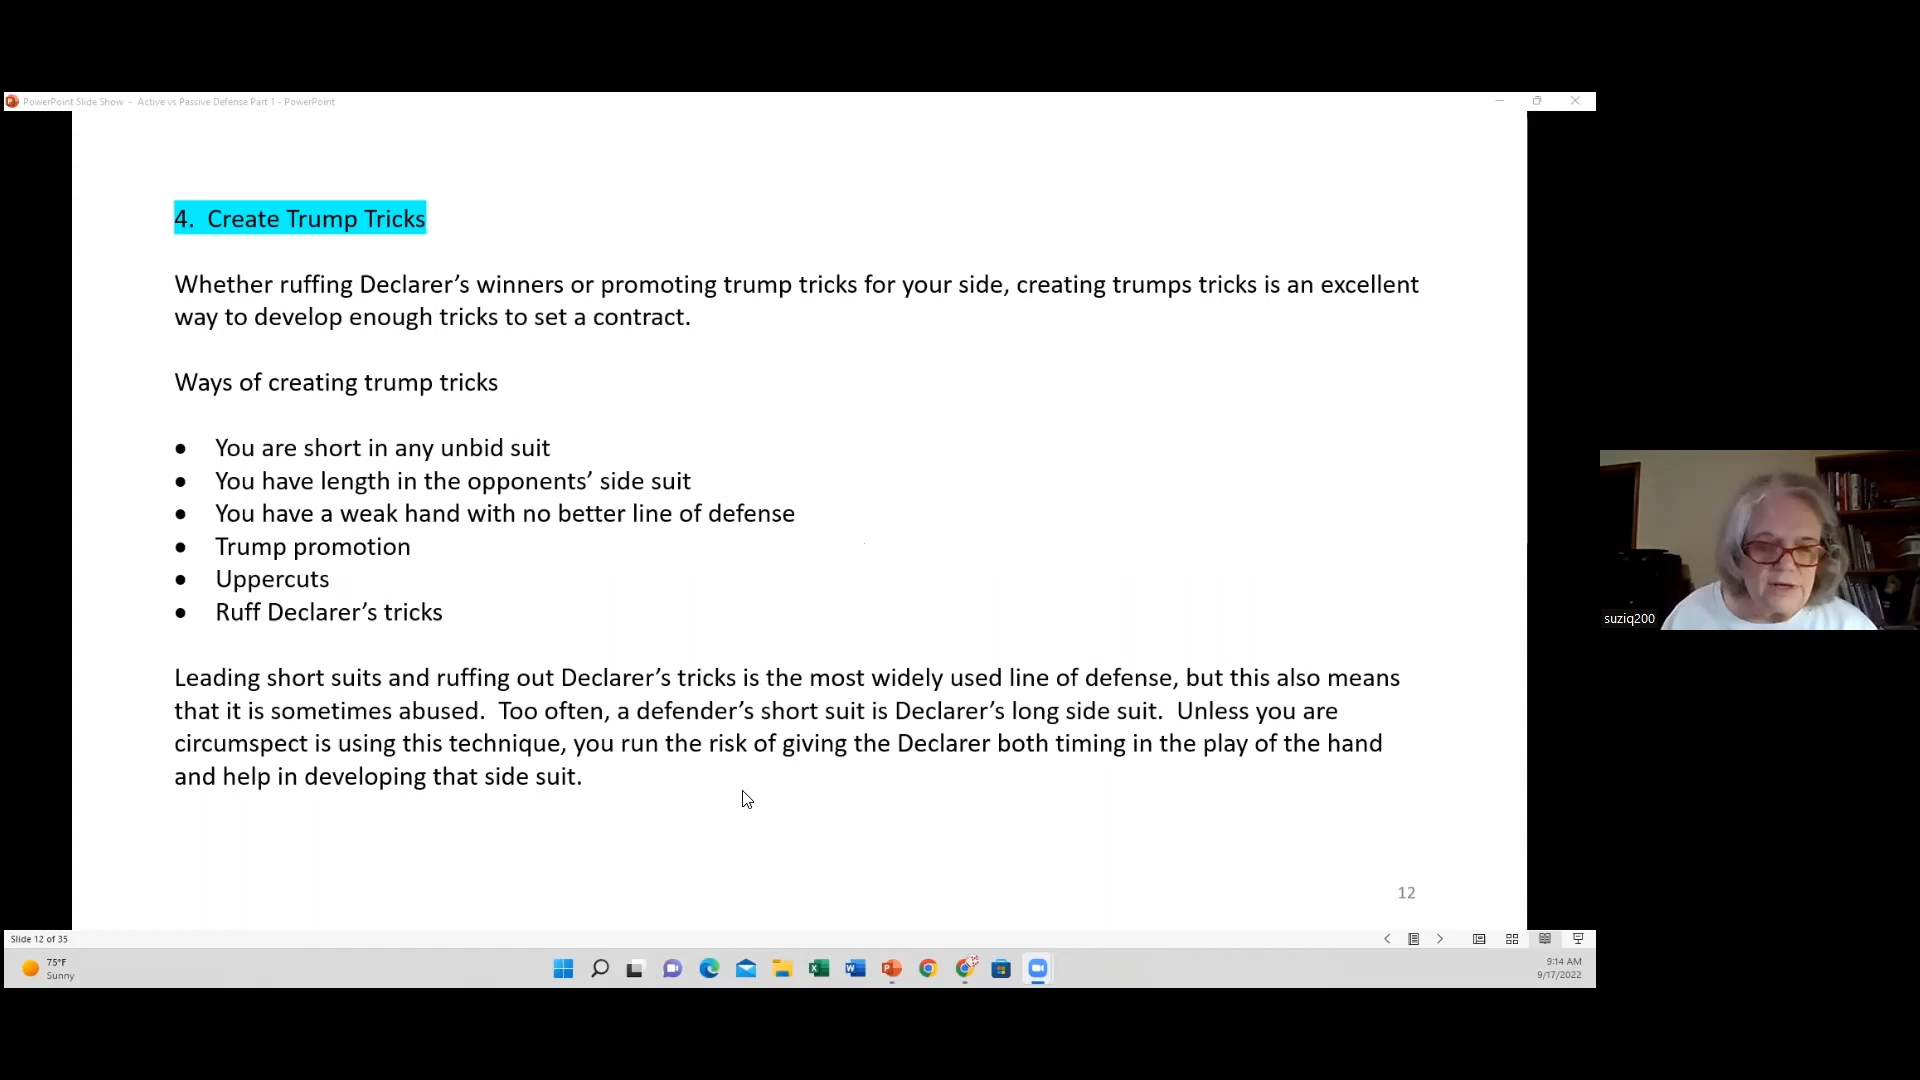 PowerPoint Slide Show - Active vs Passive Defense Part 1 - PowerPoint
4. Create Trump Tricks
Whether ruffing Declarer’s winners or promoting trump tricks for your side, creating trumps tricks is an excellent
way to develop enough tricks to set a contract.
Ways of creating trump tricks
● You are short in any unbid suit
● You have length in the opponents’ side suit
● You have a weak hand with no better line of defense
● Trump promotion
● Uppercuts
● Ruff Declarer’s tricks
Leading short suits and ruffing out Declarer’s tricks is the most widely used line of defense, but this also means
that it is sometimes abused. Too often, a defender’s short suit is Declarer’s long side suit. Unless you are
circumspect is using this technique, you run the risk of giving the Declarer both timing in the play of the hand
and help in developing that side suit.
12
suziq200
Slide 12 of 35
75°F
Sunny
9:14 AM
9/17/2022